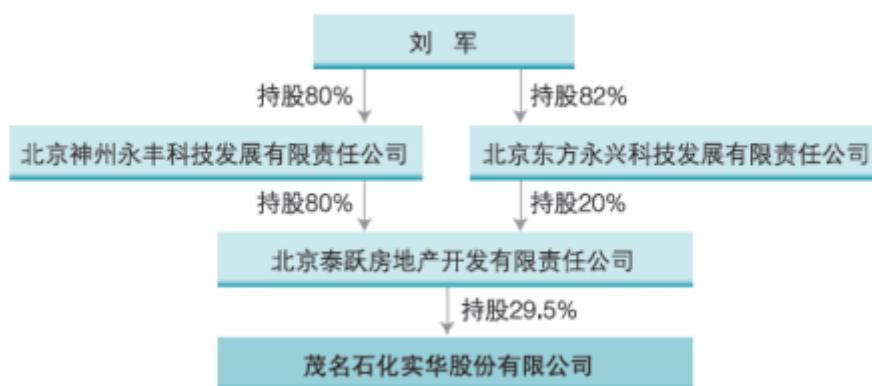 刘 军
持股80%
持股82%
北京神州永丰科技发展有限责任公司
北京东方永兴科技发展有限责任公司
持股80%
持股20%
北京泰跃房地产开发有限责任公司
持股29.5%
茂名石化实华股份有限公司